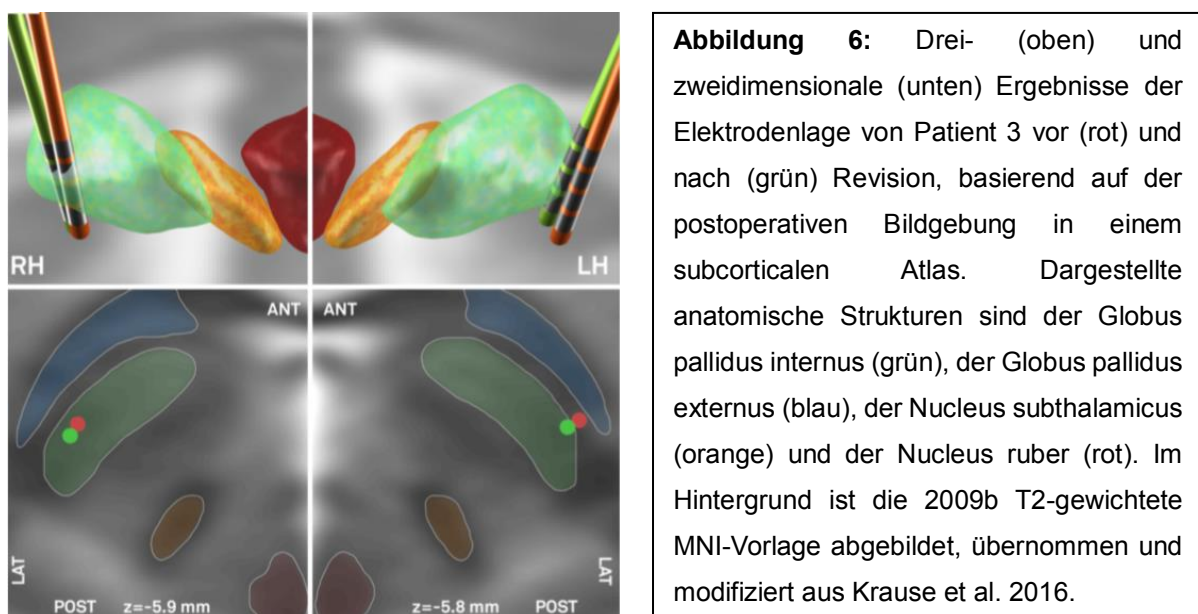 RH
LH
ANT
ANT
LAT
POST
z=-5.9 mm
z=-5.8 mm
POST
LAT
Abbildung 6: Drei- (oben) und
zweidimensionale (unten) Ergebnisse der
Elektrodenlage von Patient 3 vor (rot) und
nach (grün) Revision, basierend auf der
postoperativen Bildgebung in einem
subcorticalen Atlas. Dargestellte
anatomische Strukturen sind der Globus
pallidus internus (grün), der Globus pallidus
externus (blau), der Nucleus subthalamicus
(orange) und der Nucleus ruber (rot). Im
Hintergrund ist die 2009b T2-gewichtete
MNI-Vorlage abgebildet, übernommen und
modifiziert aus Krause et al. 2016.